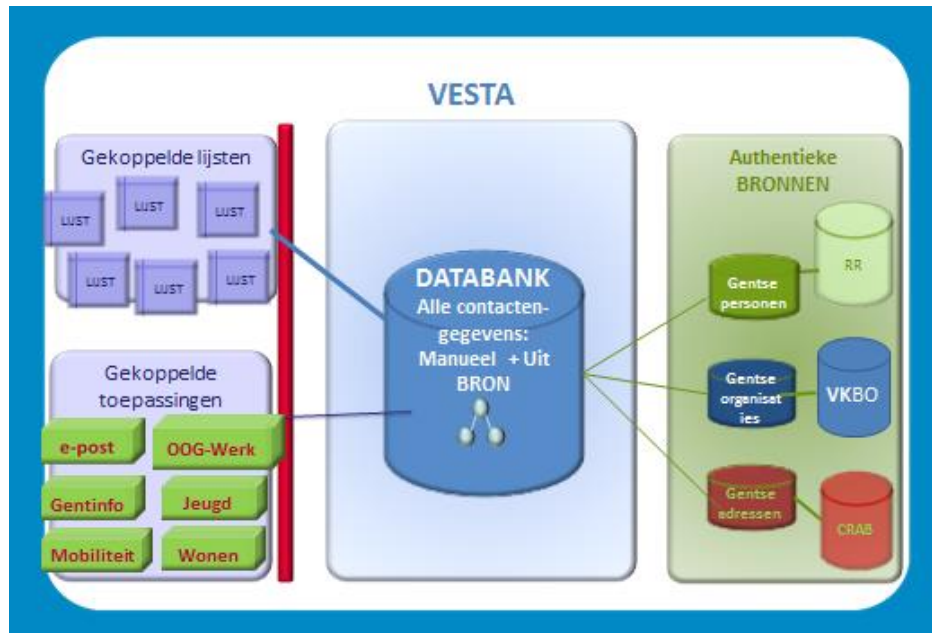 VESTA
Gekoppelde lijsten
LIJST
LIJST
LIJST
LIJST
LIJST
LIJST
Gekoppelde
toepassingen
e-post
OOG-Werk
Gentinfo
Jeugd
Mobiliteit
Wonen
DATABANK
Alle contacten-
gegevens:
Manueel + Uit
BRON
Authentieke
BRONNEN
Gentse
personen
RR
Gentse
organisat
ies
VKBO
Gentse
adressen
CRAB